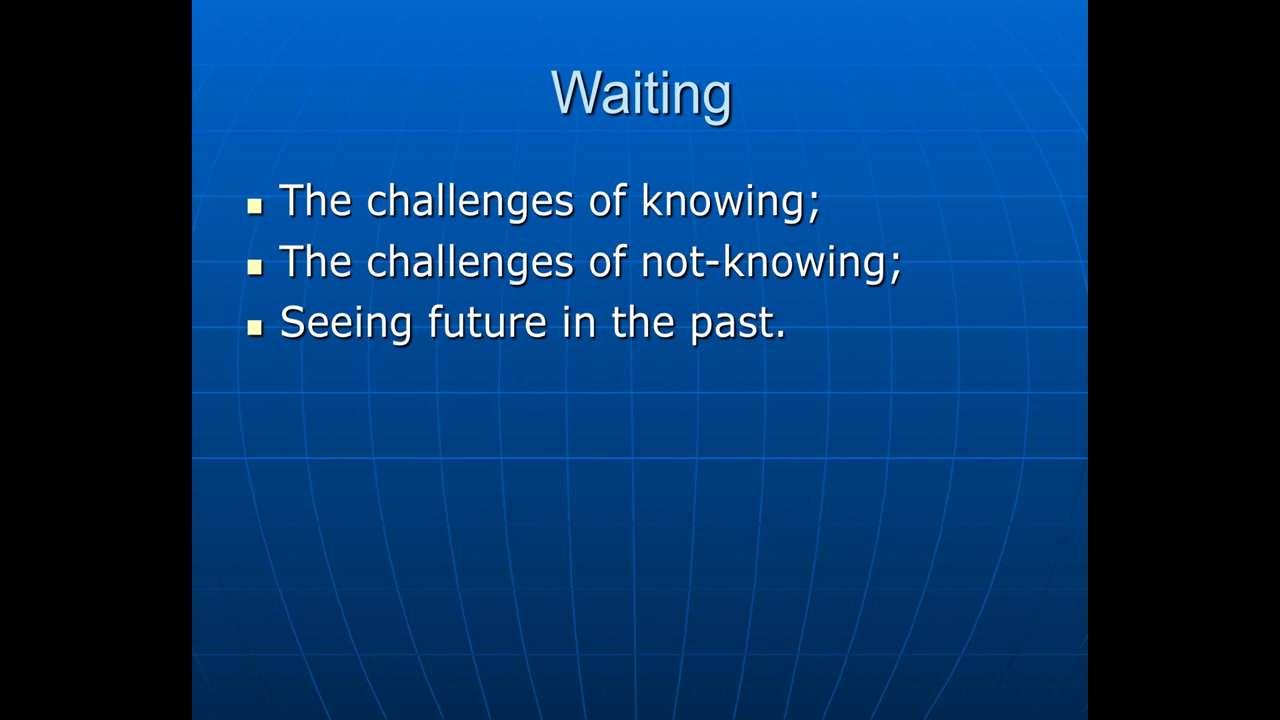 Waiting
The challenges of knowing;
The challenges of not-knowing;
Seeing future in the past.